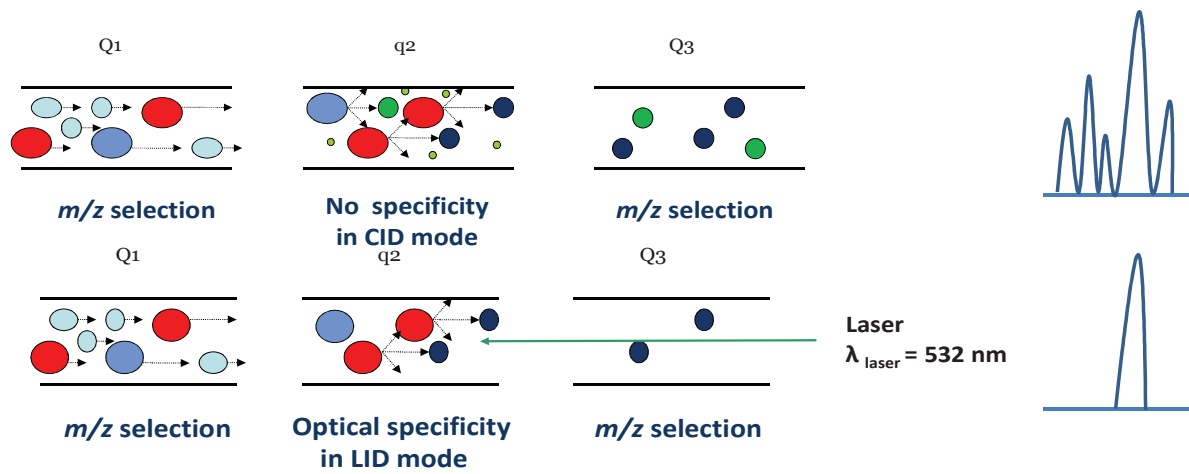 Q1
q2
Q3
m/z selection
No specificity
in CID mode
m/z selection
Q1
q2
Q3
Laser
λ laser = 532 nm
m/z selection
Optical specificity
in LID mode
m/z selection